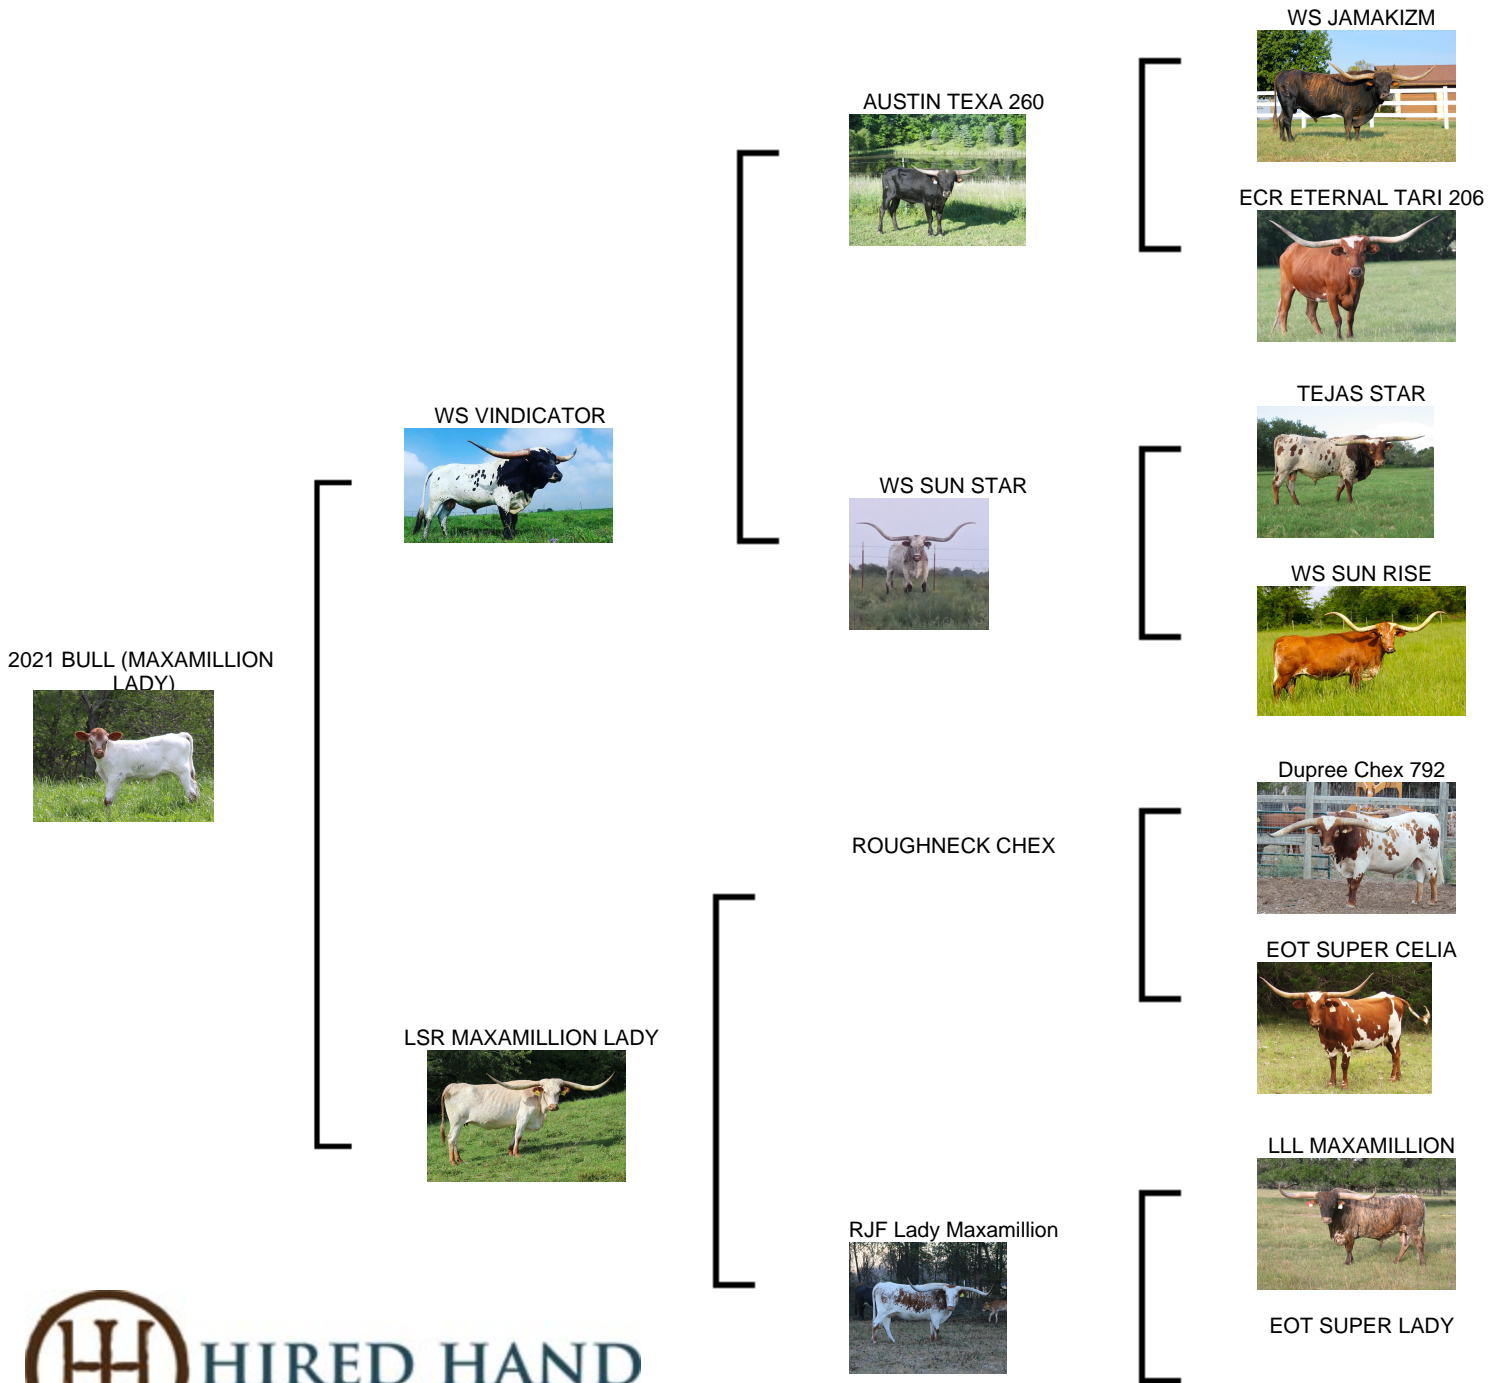 WS JAMAKIZM
AUSTIN TEXA 260
ECR ETERNAL TARI 206
TEJAS STAR
WS VINDICATOR
WS SUN STAR
WS SUN RISE
2021 BULL (MAXAMILLION
LADY)
Dupree Chex 792
ROUGHNECK CHEX
EOT SUPER CELIA
LSR MAXAMILLION LADY
LLL MAXAMILLION
RJF Lady Maxamillion
EOT SUPER LADY
HIRED HAND